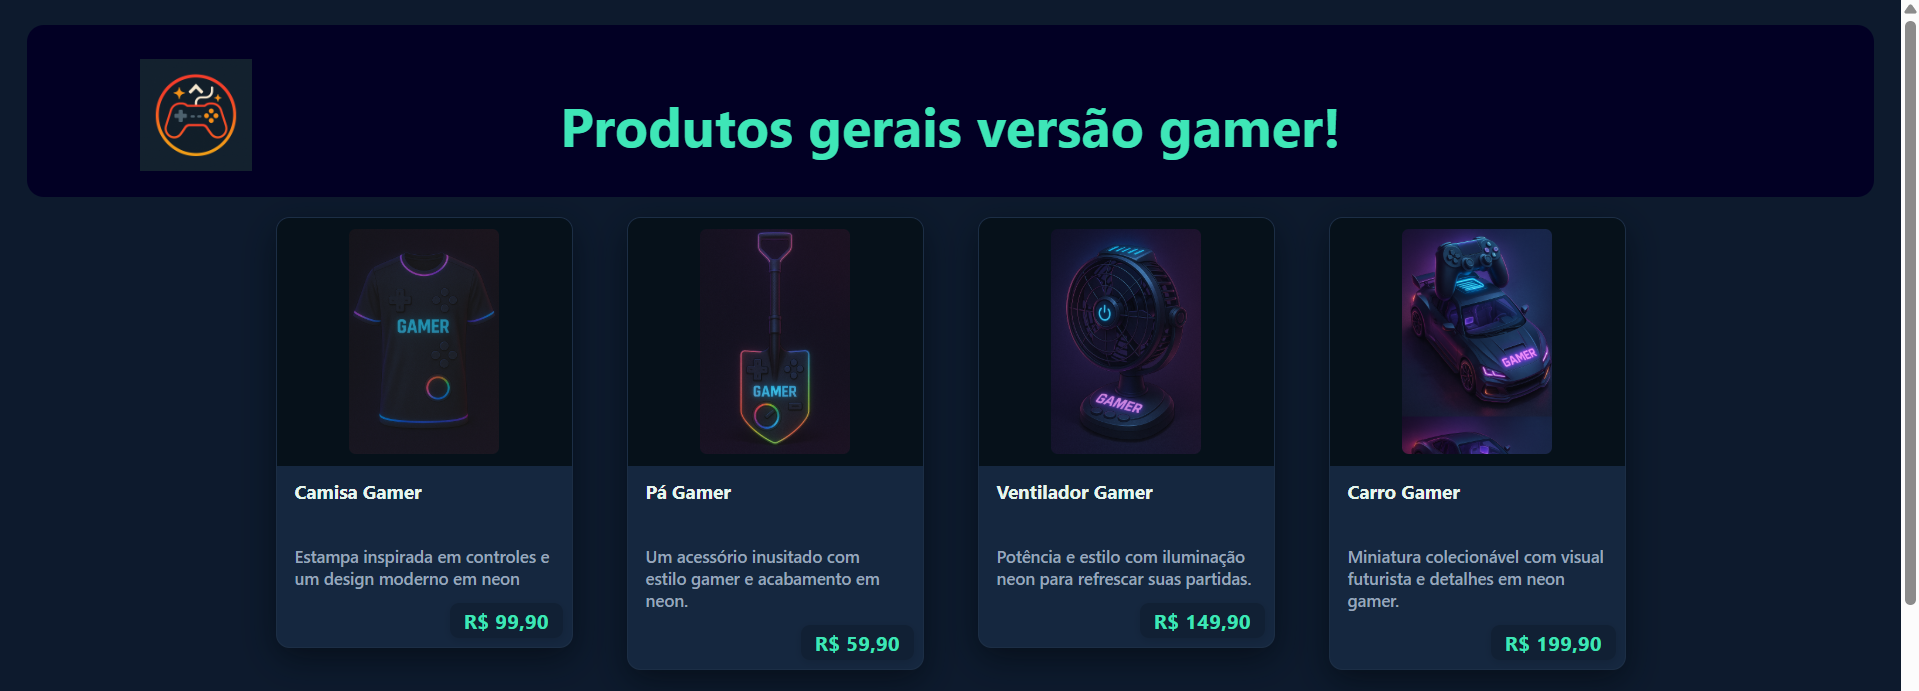 Produtos gerais versão gamer!
GAMER
Camisa Gamer
Estampa inspirada em controles e
um design moderno em neon
R$ 99,90
GAMER
Pá Gamer
Um acessório inusitado com
estilo gamer e acabamento em
neon.
R$ 59,90
GAMER
Ventilador Gamer
Potência e estilo com iluminação
neon para refrescar suas partidas.
R$ 149,90
GAMER
Carro Gamer
Miniatura colecionável com visual
futurista e detalhes em neon
gamer.
R$ 199,90